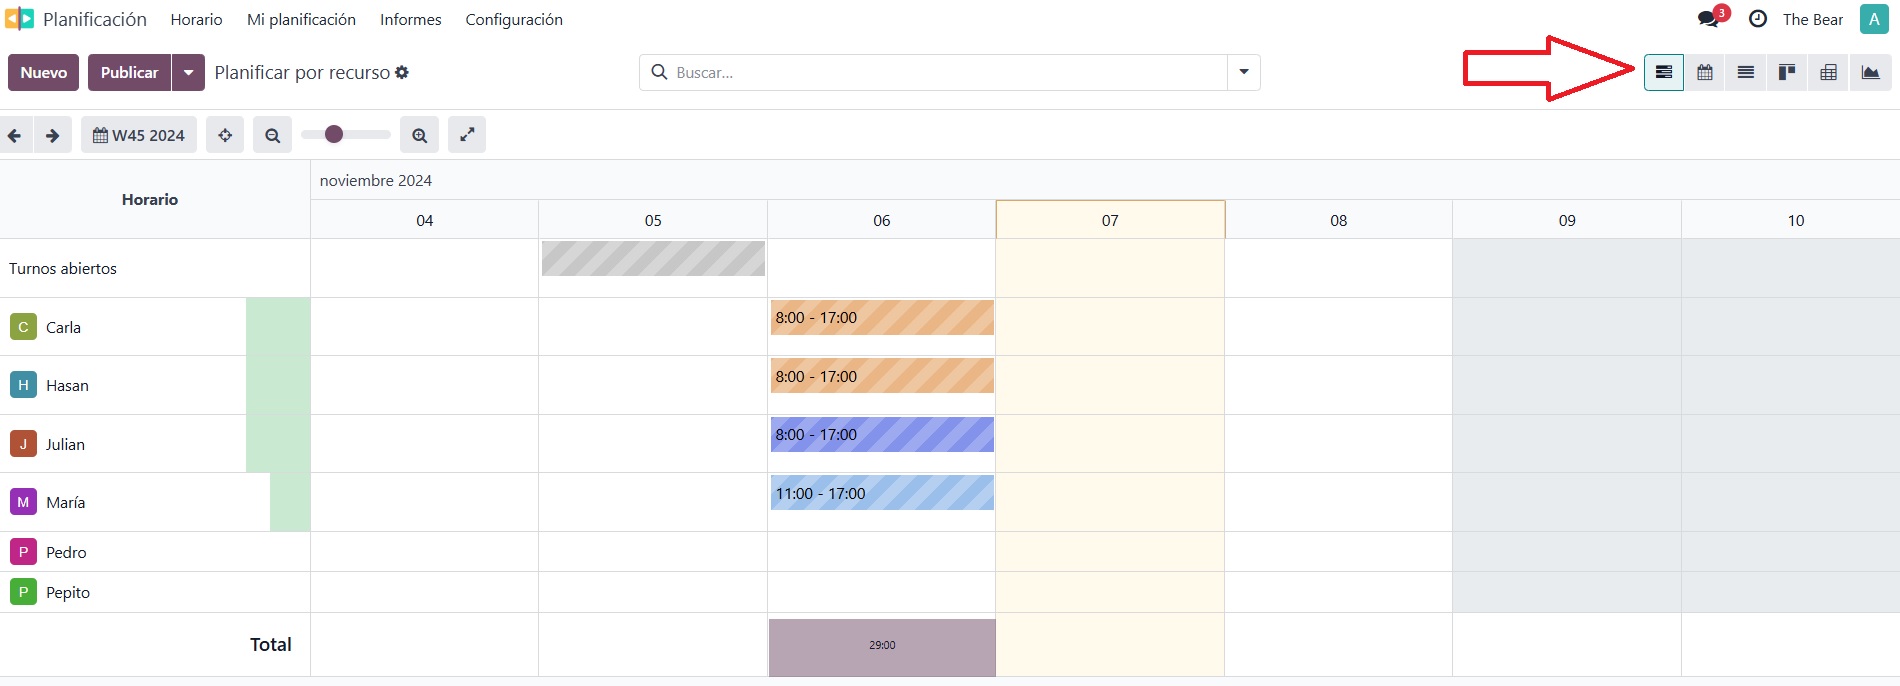 Planificación Horario Mi planificación Informes Configuración 3 The Bear A
Nuevo Publicar Planificar por recurso Buscar...
W45 2024
Horario
noviembre 2024
04 05 06 07 08 09 10
Turnos abiertos
C Carla 8:00 - 17:00
H Hasan 8:00 - 17:00
J Julian 8:00 - 17:00
M María 11:00 - 17:00
P Pedro
P Pepito
Total 29:00